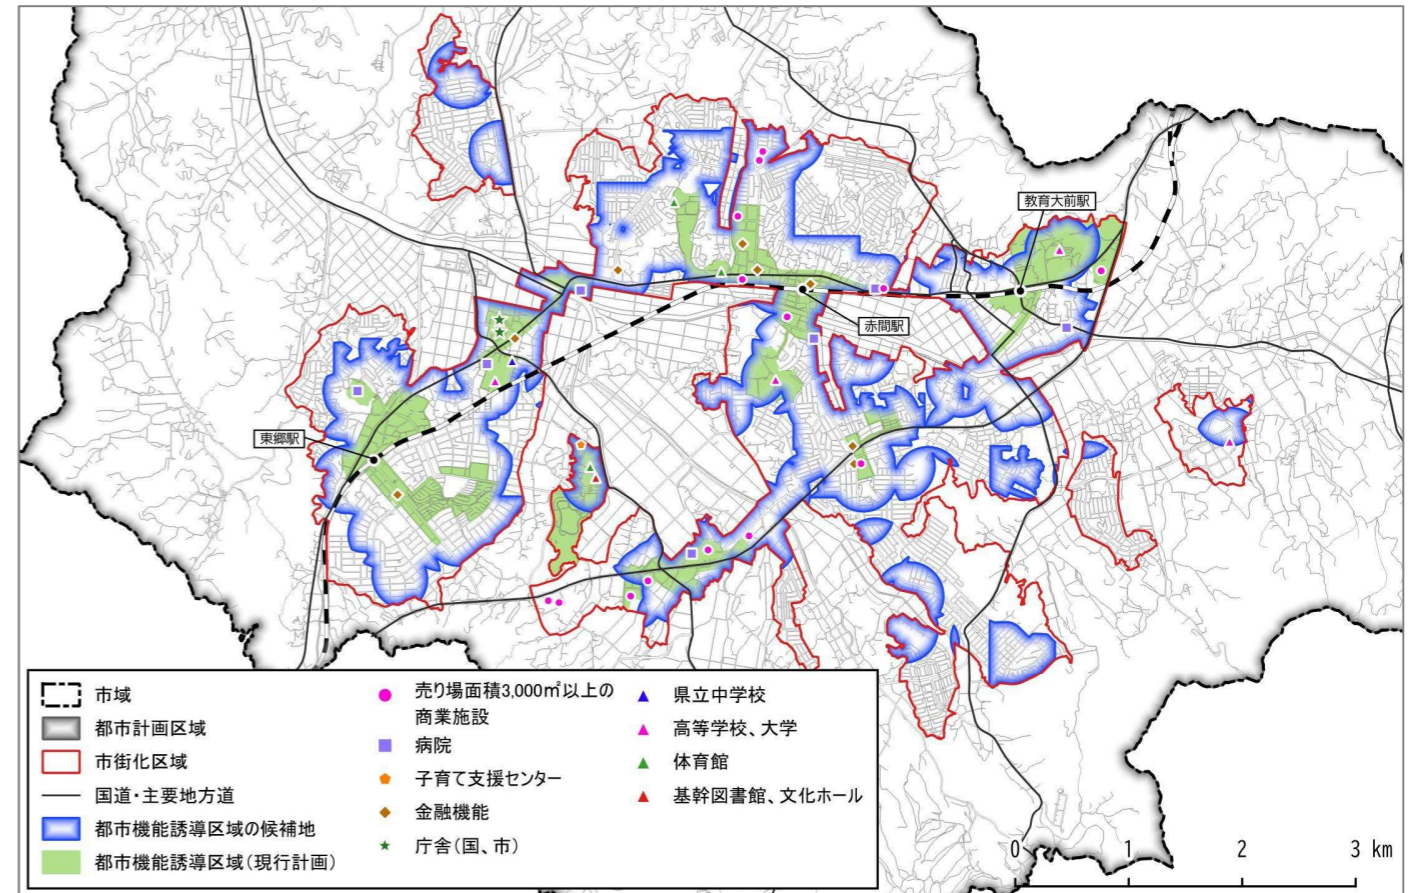 教育大前駅
赤間駅
東郷駅
市域
都市計画区域
市街化区域
国道・主要地方道
都市機能誘導区域の候補地
都市機能誘導区域（現行計画）
売り場面積3,000㎡以上の
商業施設
病院
子育て支援センター
金融機能
庁舎（国、市）
県立中学校
高等学校、大学
体育館
基幹図書館、文化ホール
0 1 2 3 km